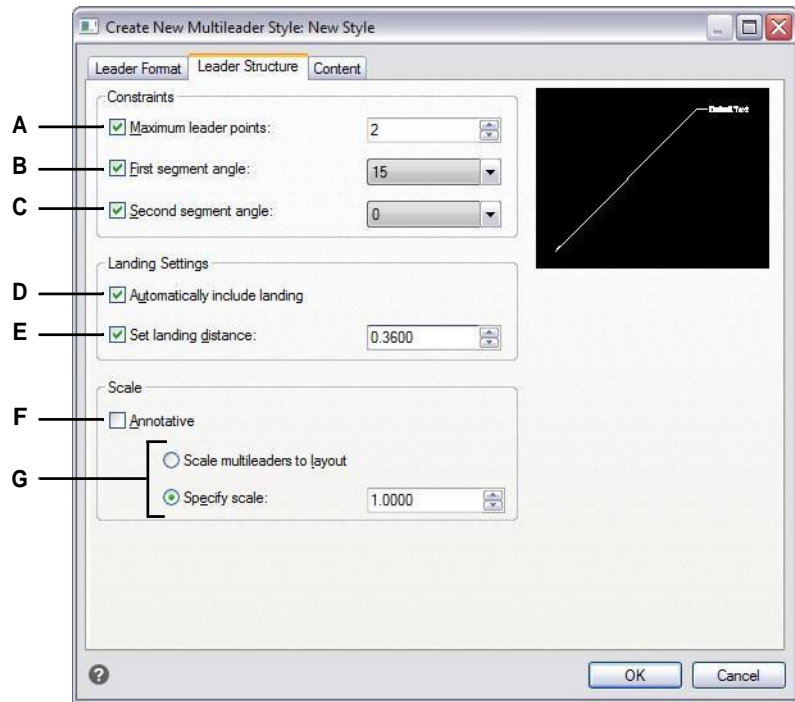 Create New Multileader Style: New Style
Leader Format Leader Structure Content
Constraints
A Maximum leader points: 2
B First segment angle: 15
C Second segment angle: 0
Default Text
Landing Settings
D Automatically include landing
E Set landing distance: 0.3600
Scale
F Annotative
G Scale multileaders to layout
Specify scale: 1.0000
? OK Cancel